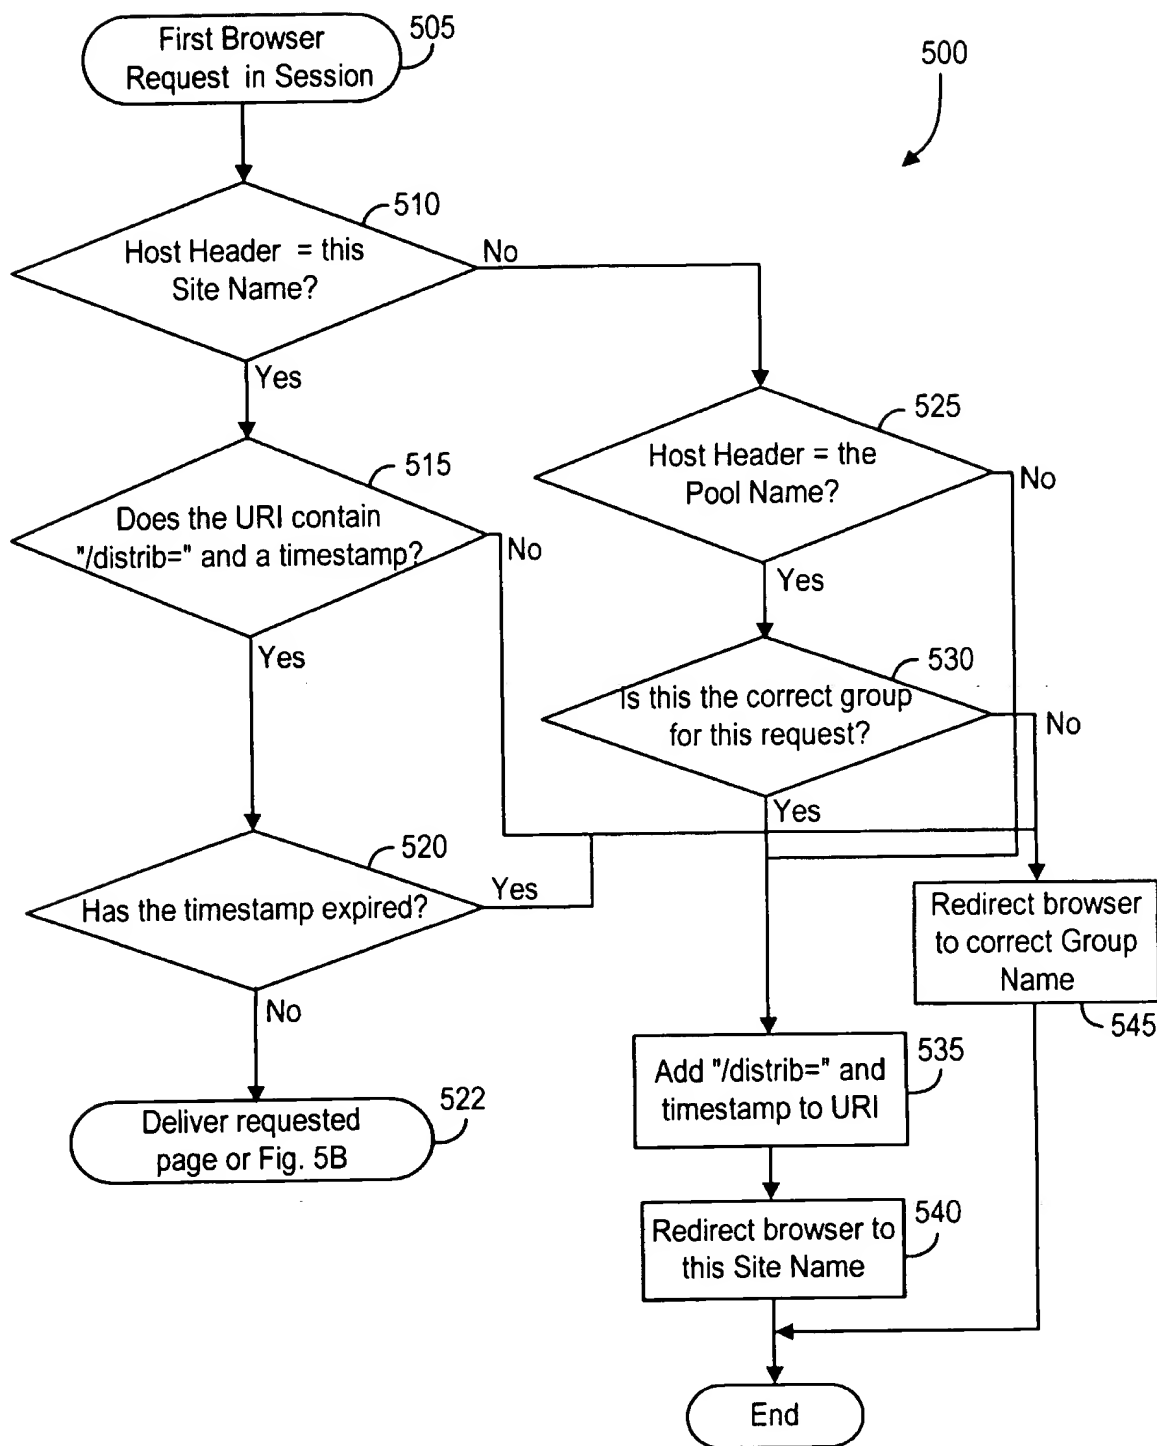 First Browser
Request in Session
505
500
510
Host Header = this
Site Name?
No
Yes
525
Host Header = the
Pool Name?
No
515
Does the URI contain
"/distrib=" and a timestamp?
No
Yes
Yes
530
Is this the correct group
for this request?
No
Yes
520
Has the timestamp expired?
Yes
No
Redirect browser
to correct Group
Name
545
535
Add "/distrib=" and
timestamp to URI
522
Deliver requested
page or Fig. 5B
540
Redirect browser to
this Site Name
End